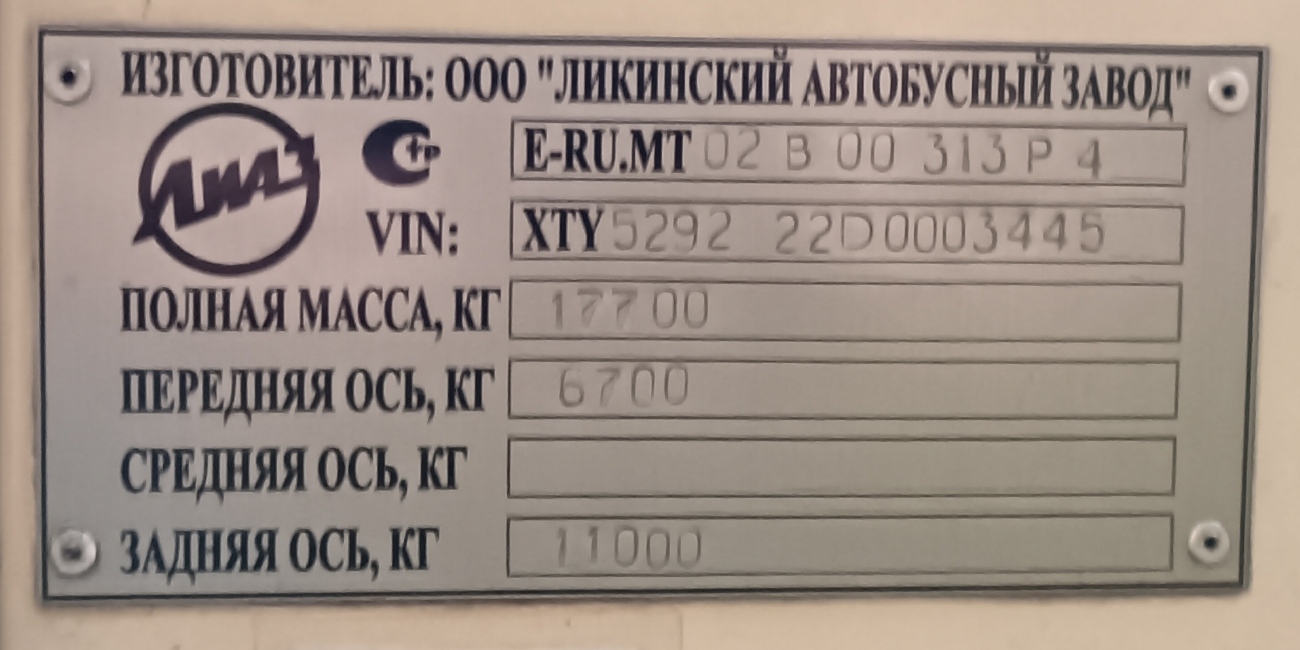 ИЗГОТОВИТЕЛЬ: ООО "ЛИКИНСКИЙ АВТОБУСНЫЙ ЗАВОД"
ЛИАЗ
E-RU.MT 02 B 00 313 P 4
VIN: XTY5292 22D0003445
ПОЛНАЯ МАССА, КГ 17700
ПЕРЕДНЯЯ ОСЬ, КГ 6700
СРЕДНЯЯ ОСЬ, КГ
ЗАДНЯЯ ОСЬ, КГ 11000